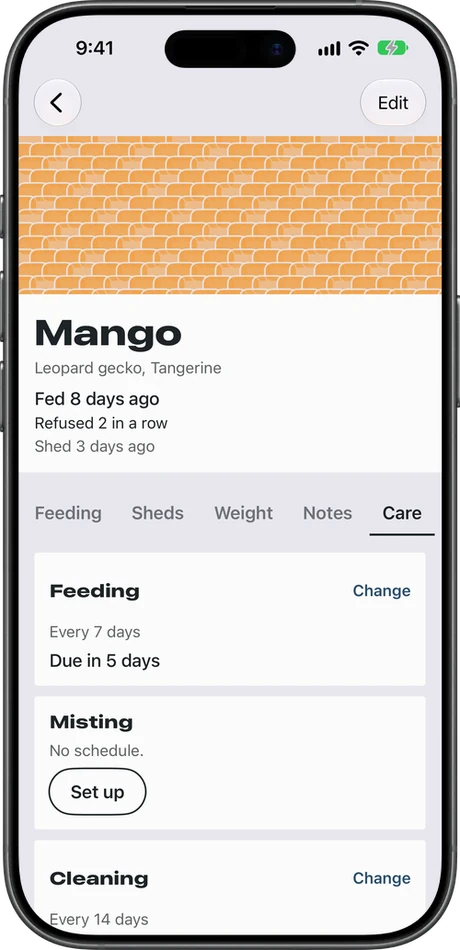 9:41
Edit
Mango
Leopard gecko, Tangerine
Fed 8 days ago
Refused 2 in a row
Shed 3 days ago
Feeding Sheds Weight Notes Care
Feeding Change
Every 7 days
Due in 5 days
Misting
No schedule.
Set up
Cleaning Change
Every 14 days